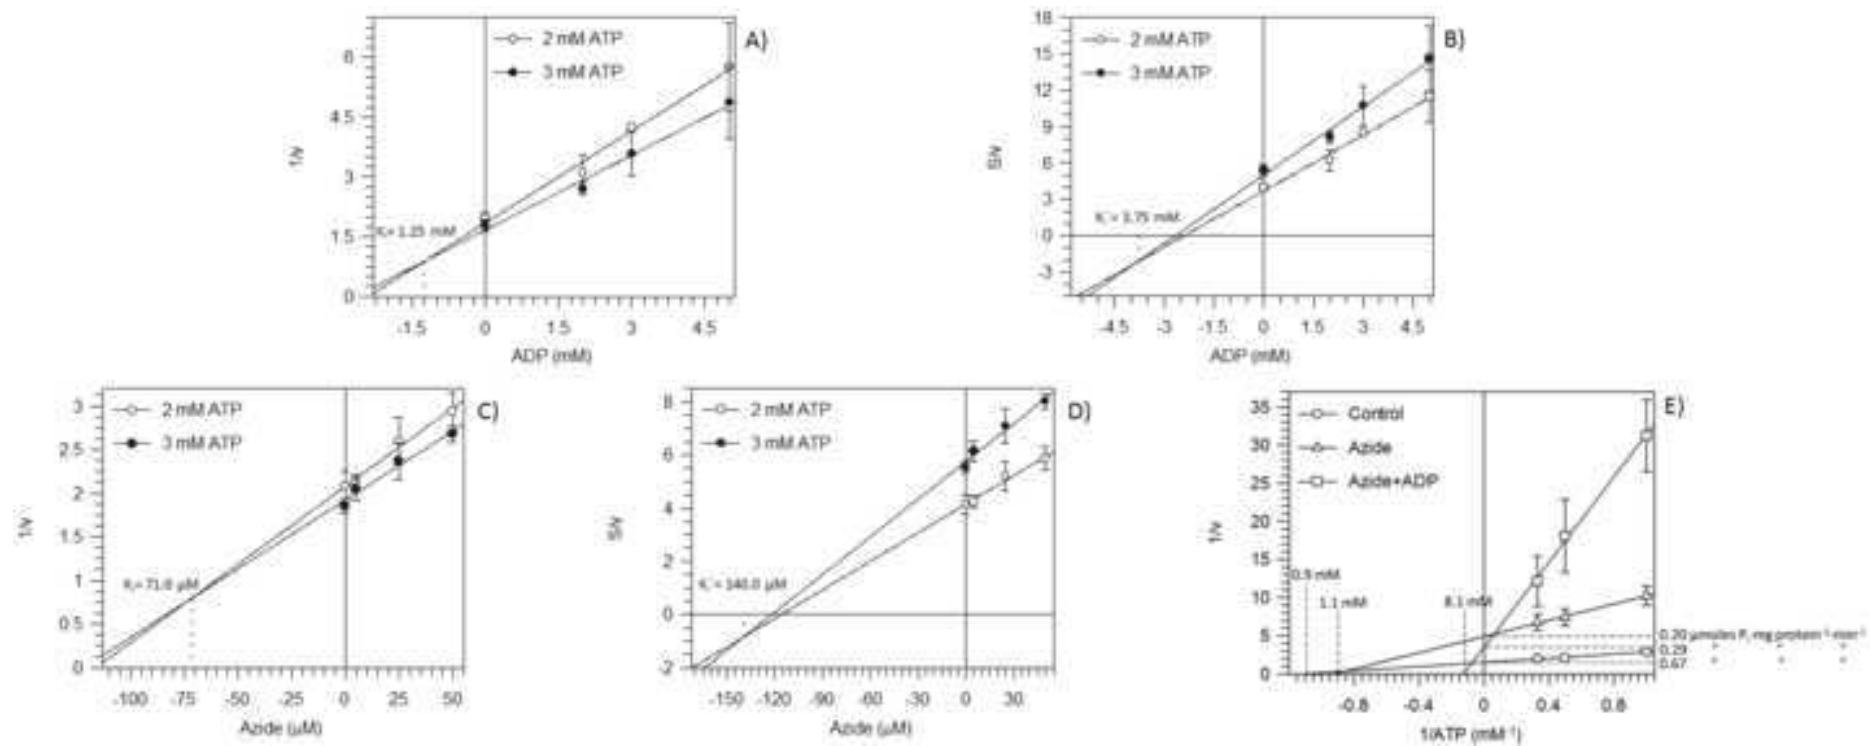 A)
2 mM ATP
3 mM ATP
6
4.5
3
1.5
0
1/v
Kᵢ= 1.25 mM
-1.5
0
1.5
3
4.5
ADP (mM)
B)
2 mM ATP
3 mM ATP
18
15
12
9
6
3
0
-3
S/v
= 3.75 mM
-4.5
-3
-1.5
0
1.5
3
4.5
ADP (mM)
C)
2 mM ATP
3 mM ATP
3
2.5
2
1.5
1
0.5
0
1/v
Kᵢ= 71.0 µM
-100
-75
-50
-25
0
25
50
Azide (µM)
D)
2 mM ATP
3 mM ATP
8
6
4
2
0
-2
S/v
= 140.0 µM
-150
-120
-90
-60
-30
0
30
Azide (µM)
E)
Control
Azide
Azide+ADP
35
30
25
20
15
10
5
0
1/v
0.9 mM
1.1 mM
8.1 mM
0.20 µmoles Pᵢ mg protein⁻¹ min⁻¹
0.29 " " "
0.67 " " "
-0.8
-0.4
0
0.4
0.8
1/ATP (mM⁻¹)